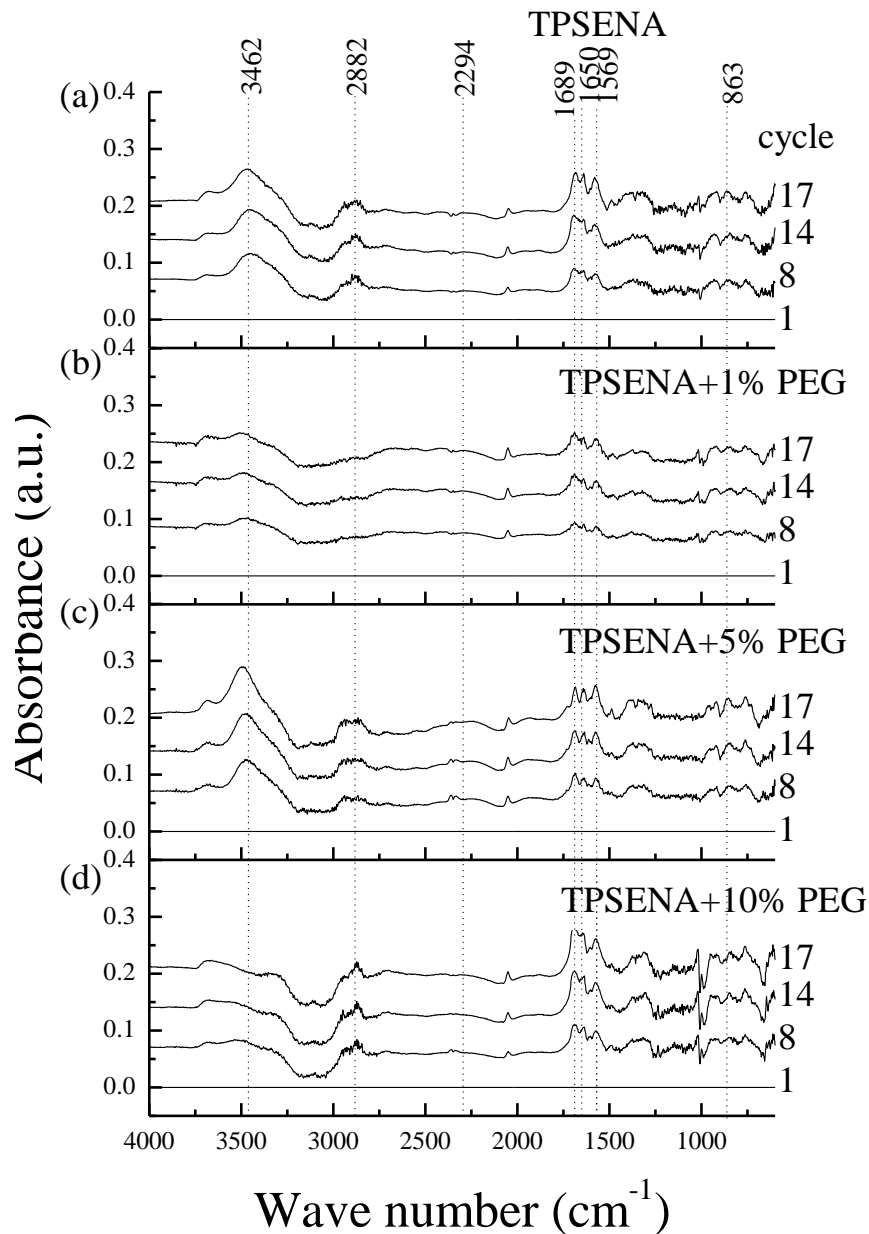 TPSENA
3462 2882 2294 1689 1650 1569 863
(a)
cycle
0.4
0.3
0.2
0.1
0.0
17
14
8
1
(b)
TPSENA+1% PEG
0.4
0.3
0.2
0.1
0.0
17
14
8
1
(c)
TPSENA+5% PEG
0.4
0.3
0.2
0.1
0.0
17
14
8
1
(d)
TPSENA+10% PEG
0.4
0.3
0.2
0.1
0.0
17
14
8
1
Absorbance (a.u.)
4000 3500 3000 2500 2000 1500 1000
Wave number (cm⁻¹)